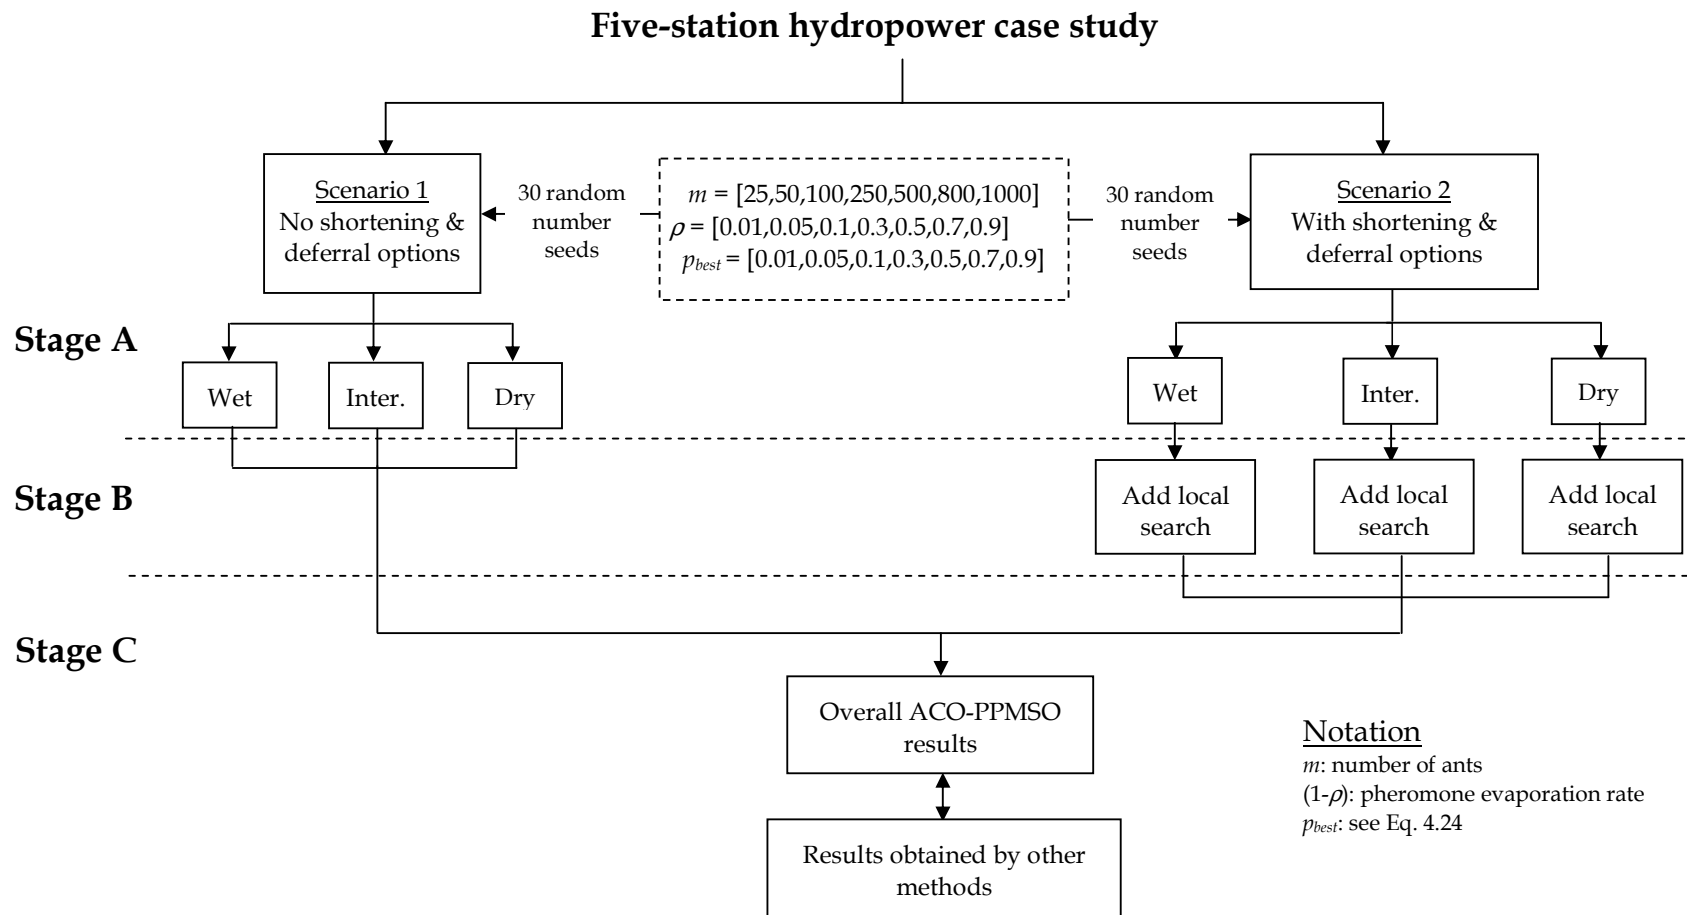 Five-station hydropower case study
Scenario 1
No shortening &
deferral options
30 random
number
seeds
m = [25,50,100,250,500,800,1000]
ρ = [0.01,0.05,0.1,0.3,0.5,0.7,0.9]
pbest = [0.01,0.05,0.1,0.3,0.5,0.7,0.9]
30 random
number
seeds
Scenario 2
With shortening &
deferral options
Stage A
Wet
Inter.
Dry
Wet
Inter.
Dry
Stage B
Add local
search
Add local
search
Add local
search
Stage C
Overall ACO-PPMSO
results
Results obtained by other
methods
Notation
m: number of ants
(1-ρ): pheromone evaporation rate
pbest: see Eq. 4.24